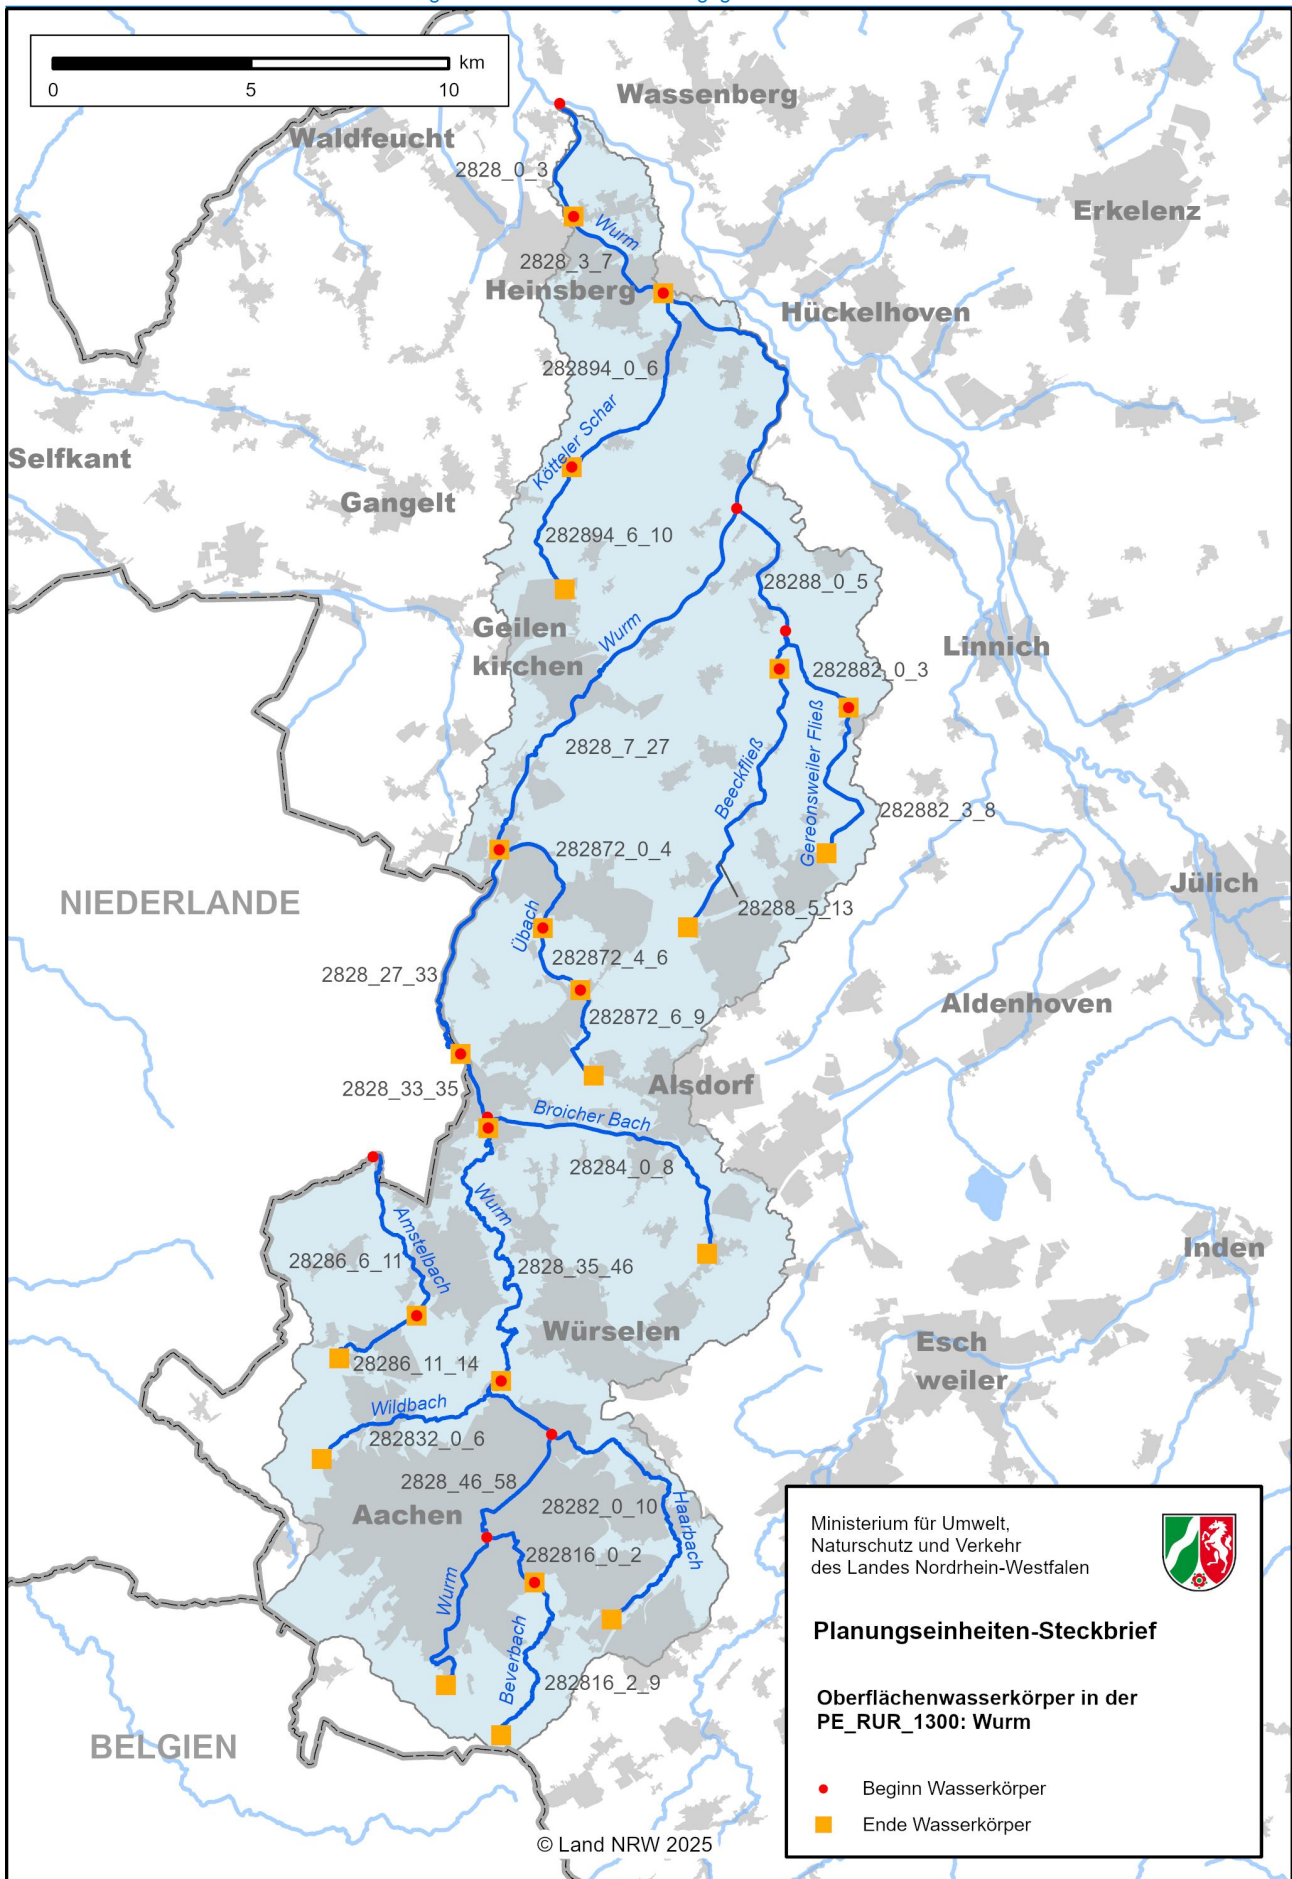 km
0 5 10
Wassenberg
Waldfeucht
2828_0_3
Erkelenz
Wurm
2828_3_7
Heinsberg
Hückelhoven
282894_0_6
Kötteler Schar
Selfkant
Gangelt
282894_6_10
28288_0_5
Geilen
kirchen
Wurm
Linnich
282882_0_3
2828_7_27
Beeckfließ
Gereonsweiler Fließ
282882_3_8
282872_0_4
Jülich
NIEDERLANDE
28288_5_13
Übach
282872_4_6
2828_27_33
Aldenhoven
282872_6_9
2828_33_35
Alsdorf
Broicher Bach
28284_0_8
Wurm
Amstelbach
28286_6_11
2828_35_46
Inden
Würselen
Esch
weiler
28286_11_14
Wildbach
282832_0_6
2828_46_58
Aachen
28282_0_10
Haarbach
282816_0_2
Wurm
Beverbach
282816_2_9
BELGIEN
Ministerium für Umwelt,
Naturschutz und Verkehr
des Landes Nordrhein-Westfalen
Planungseinheiten-Steckbrief
Oberflächenwasserkörper in der
PE_RUR_1300: Wurm
Beginn Wasserkörper
Ende Wasserkörper
© Land NRW 2025